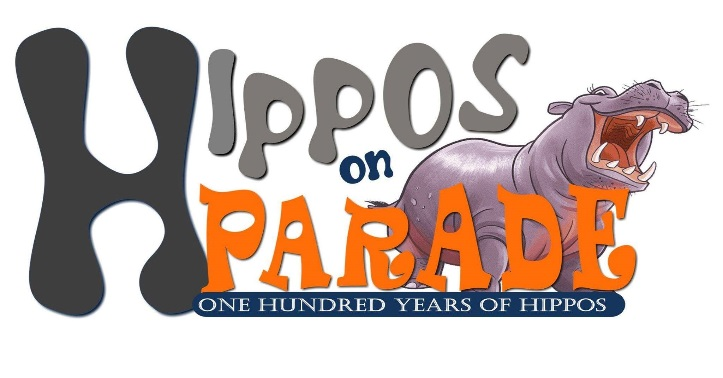 HIPPOS
on
PARADE
ONE HUNDRED YEARS OF HIPPOS